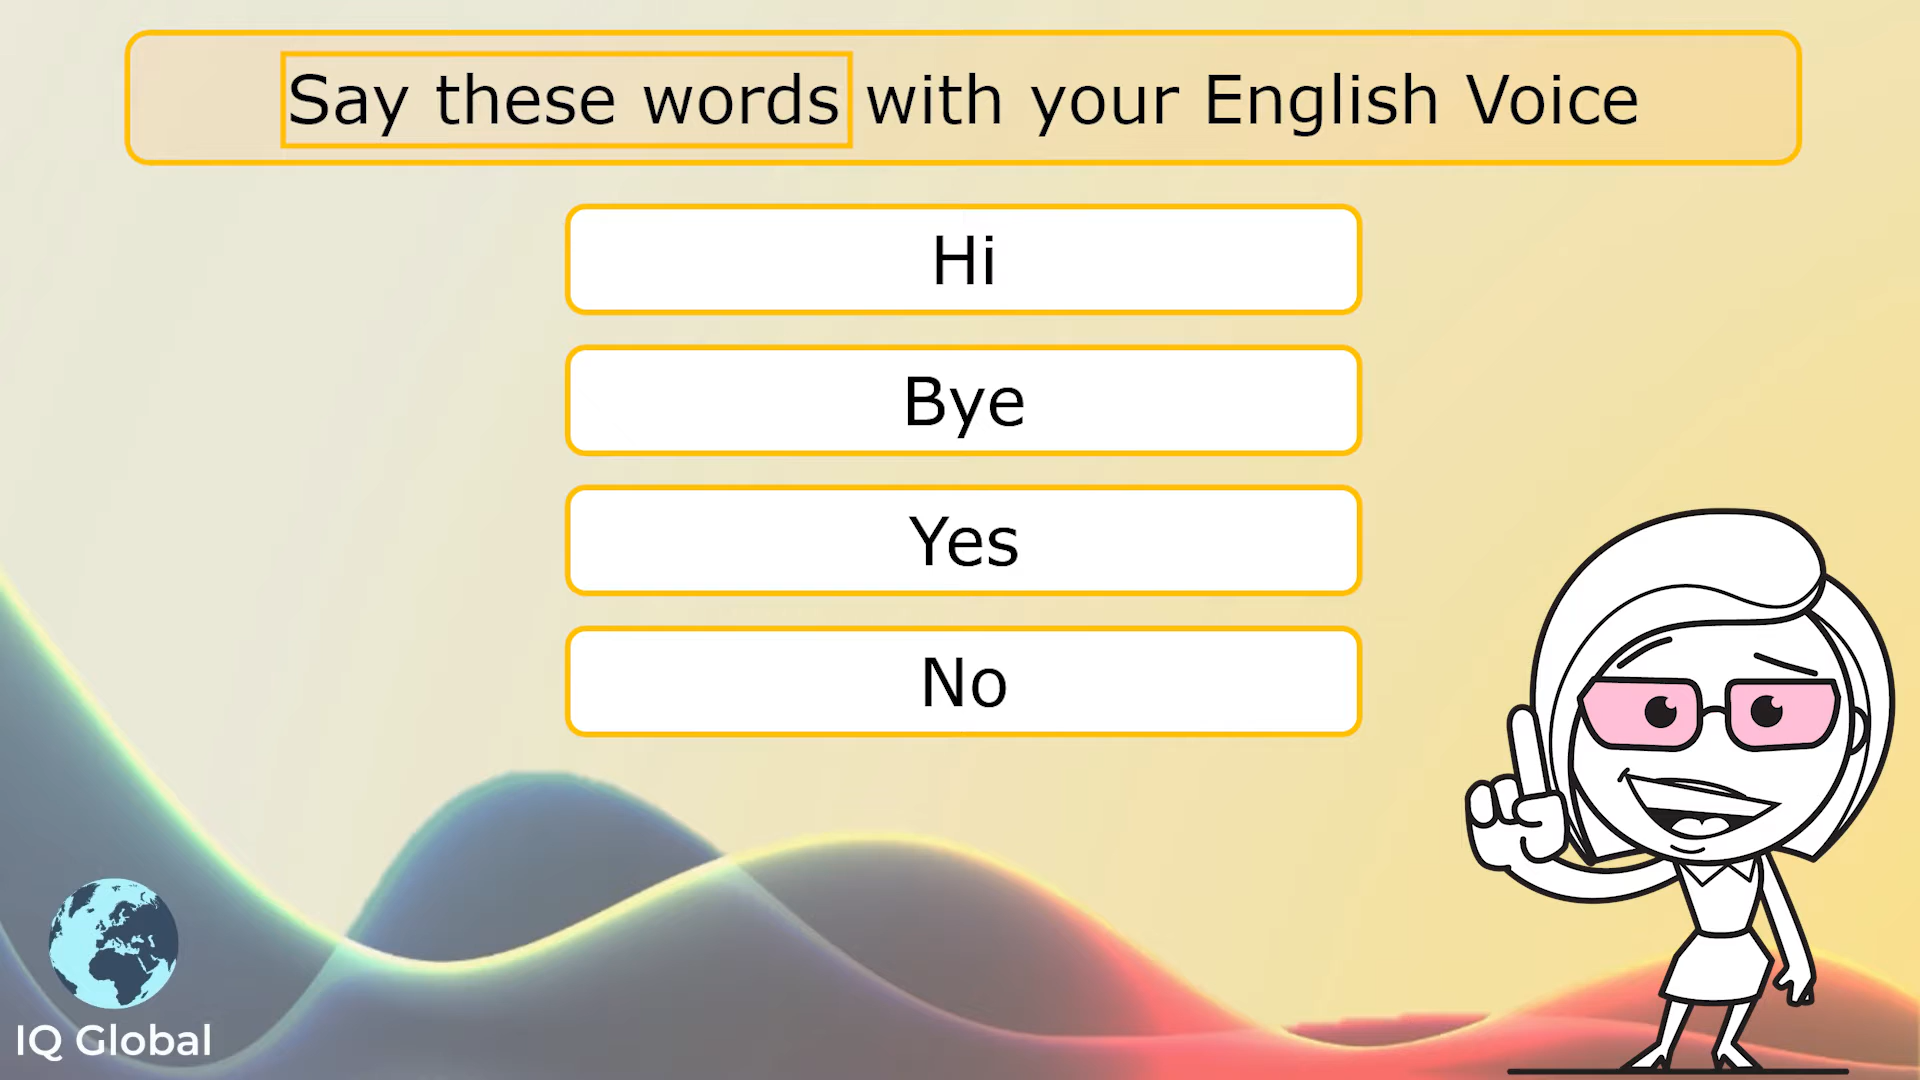 Say these words with your English Voice
Hi
Bye
Yes
No
IQ Global